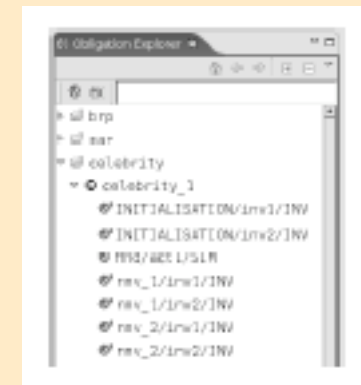 Obligation Explorer
brp
mar
celebrity
celebrity_1
INITIALISATION/inv1/INV
INITIALISATION/inv2/INV
rmv_1/inv1/INV
rmv_1/inv2/INV
rmv_2/inv1/INV
rmv_2/inv2/INV